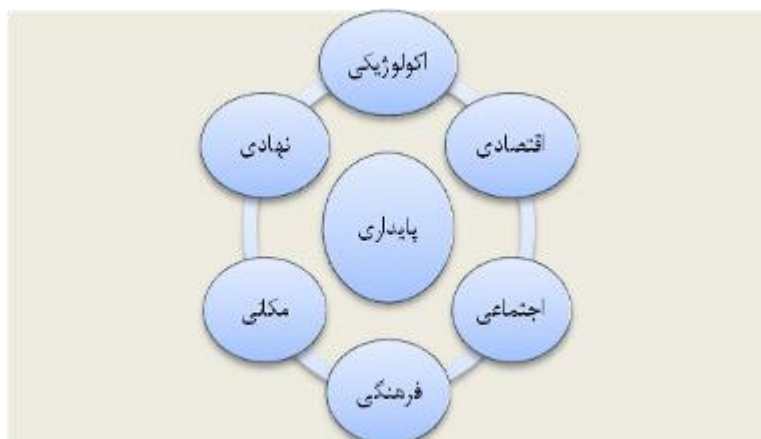 اکولوژیکی
اقتصادی
نهادی
پایداری
اجتماعی
مکانی
فرهنگی